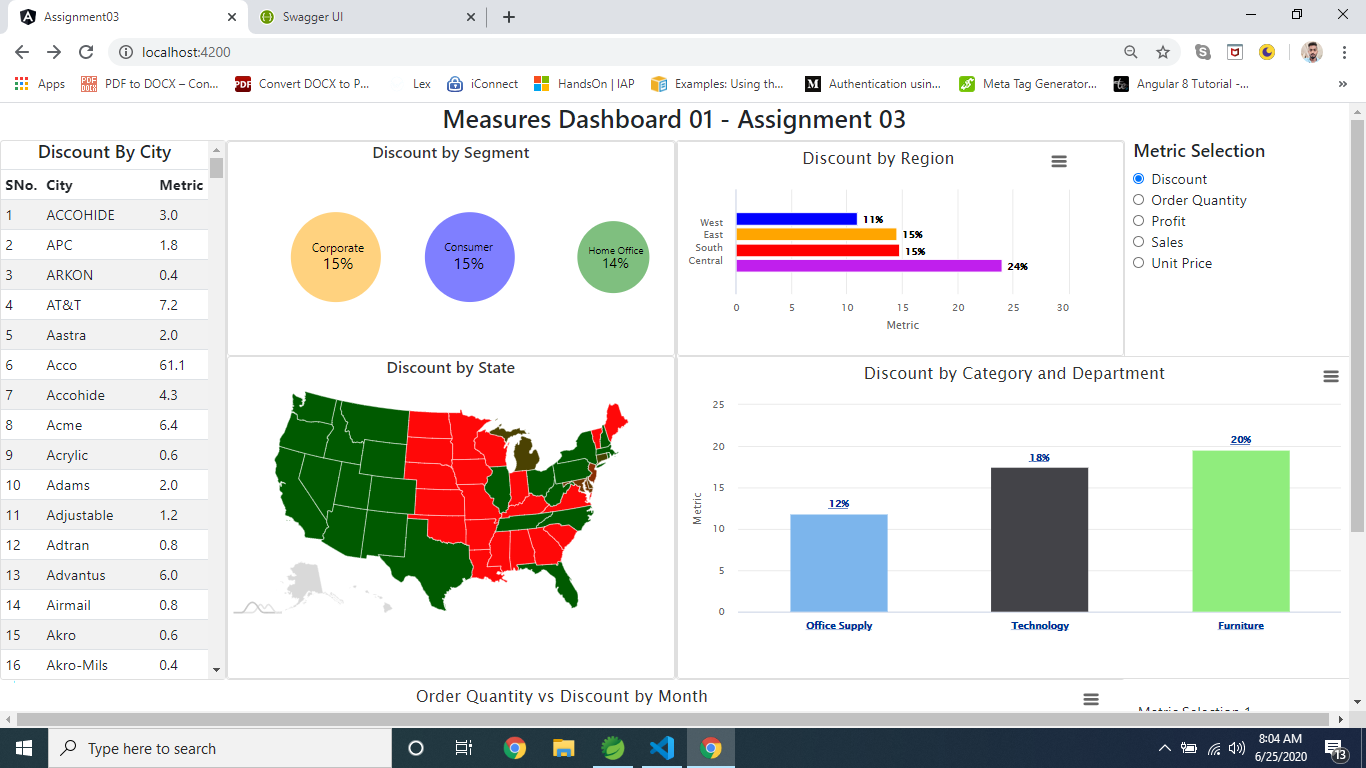 Assignment03
Swagger UI
localhost:4200
Apps
PDF to DOCX – Con...
Convert DOCX to P...
Lex
iConnect
HandsOn | IAP
Examples: Using th...
Authentication usin...
Meta Tag Generator...
Angular 8 Tutorial -...
»
Measures Dashboard 01 - Assignment 03
Discount By City
SNo. City Metric
1 ACCOHIDE 3.0
2 APC 1.8
3 ARKON 0.4
4 AT&T 7.2
5 Aastra 2.0
6 Acco 61.1
7 Accohide 4.3
8 Acme 6.4
9 Acrylic 0.6
10 Adams 2.0
11 Adjustable 1.2
12 Adtran 0.8
13 Advantus 6.0
14 Airmail 0.8
15 Akro 0.6
16 Akro-Mils 0.4
Discount by Segment
Corporate
15%
Consumer
15%
Home Office
14%
Discount by Region
West
East
South
Central
11%
15%
15%
24%
0 5 10 15 20 25 30
Metric
Metric Selection
Discount
Order Quantity
Profit
Sales
Unit Price
Discount by State
Discount by Category and Department
25
20
15
10
5
0
Metric
12%
18%
20%
Office Supply
Technology
Furniture
Order Quantity vs Discount by Month
Metric Selection 1
Type here to search
8:04 AM
6/25/2020
13